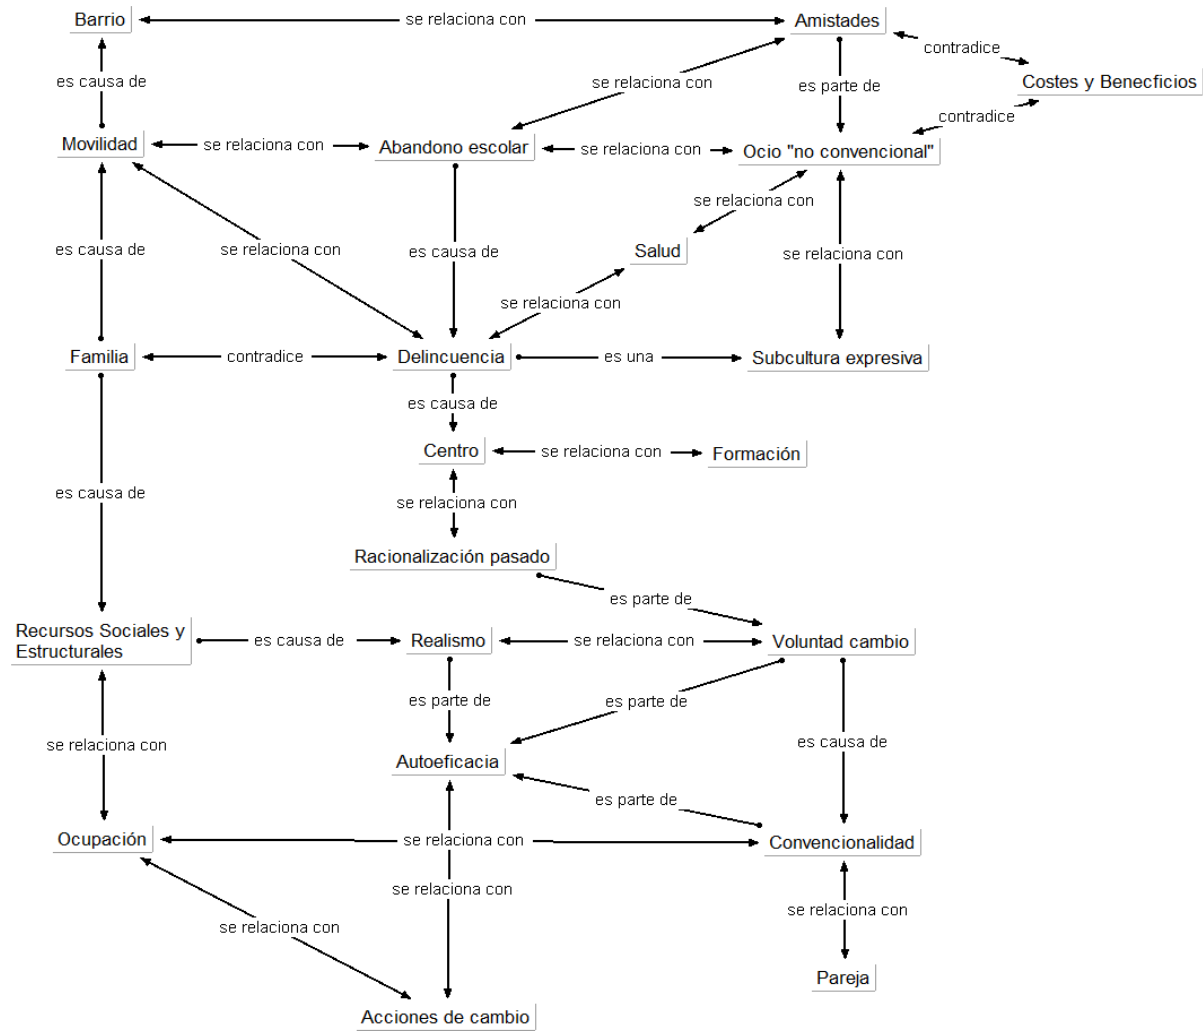 Barrio
se relaciona con
Amistades
contradice
es causa de
se relaciona con
es parte de
Costes y Benecficios
contradice
Movilidad
se relaciona con
Abandono escolar
se relaciona con
Ocio "no convencional"
se relaciona con
es causa de
se relaciona con
es causa de
Salud
se relaciona con
se relaciona con
Familia
contradice
Delincuencia
es una
Subcultura expresiva
es causa de
Centro
se relaciona con
Formación
es causa de
se relaciona con
Racionalización pasado
es parte de
Recursos Sociales y
Estructurales
es causa de
Realismo
se relaciona con
Voluntad cambio
es parte de
es parte de
se relaciona con
es causa de
Autoeficacia
es parte de
Ocupación
se relaciona con
Convencionalidad
se relaciona con
se relaciona con
se relaciona con
Pareja
Acciones de cambio